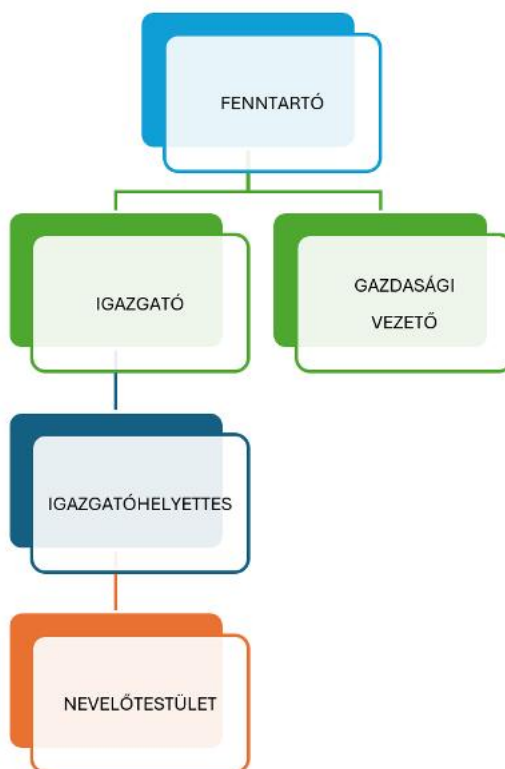 FENNTARTÓ
IGAZGATÓ
GAZDASÁGI
VEZETŐ
IGAZGATÓHELYETTES
NEVELŐTESTÜLET